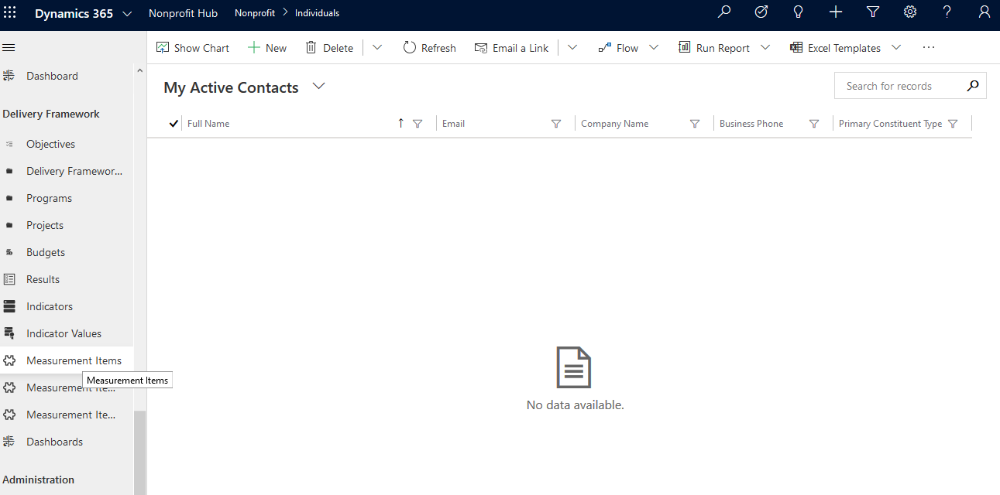 Dynamics 365 Nonprofit Hub Nonprofit Individuals
Show Chart New Delete Refresh Email a Link Flow Run Report Excel Templates
Dashboard
My Active Contacts
Search for records
Delivery Framework
Full Name Email Company Name Business Phone Primary Constituent Type
Objectives
Delivery Framewor...
Programs
Projects
Budgets
Results
Indicators
Indicator Values
Measurement Items
Measurement Items
Measurement Ite...
No data available.
Measurement Ite...
Dashboards
Administration